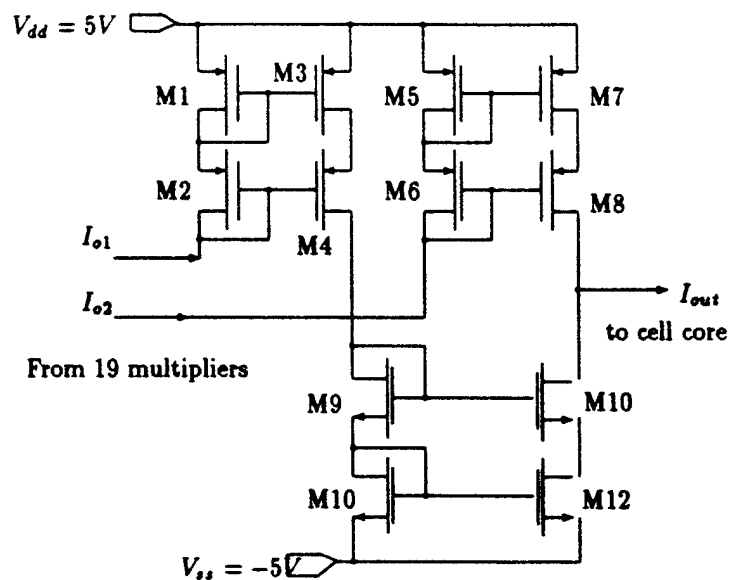 V_dd = 5V
M1
M3
M5
M7
M2
M4
M6
M8
I_o1
I_o2
I_out
to cell core
From 19 multipliers
M9
M10
M10
M12
V_ss = -5V